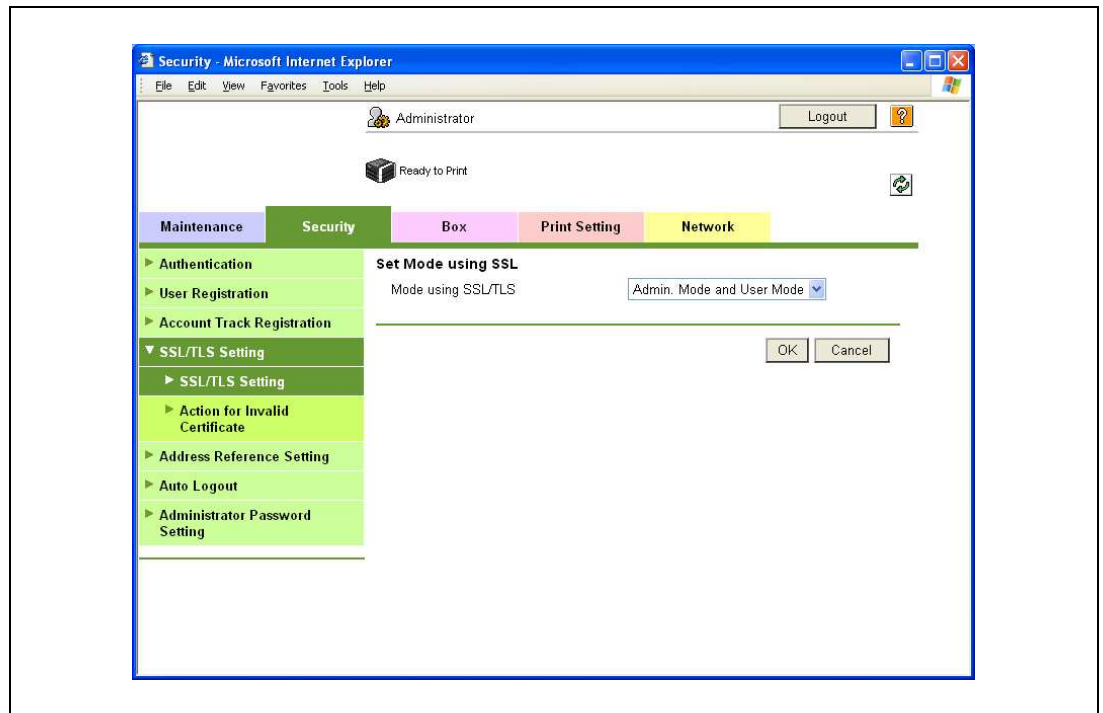 Security - Microsoft Internet Explorer
File Edit View Favorites Tools Help
Administrator
Logout
?
Ready to Print
Maintenance Security Box Print Setting Network
Authentication
User Registration
Account Track Registration
SSL/TLS Setting
SSL/TLS Setting
Action for Invalid
Certificate
Address Reference Setting
Auto Logout
Administrator Password
Setting
Set Mode using SSL
Mode using SSL/TLS Admin. Mode and User Mode
OK Cancel